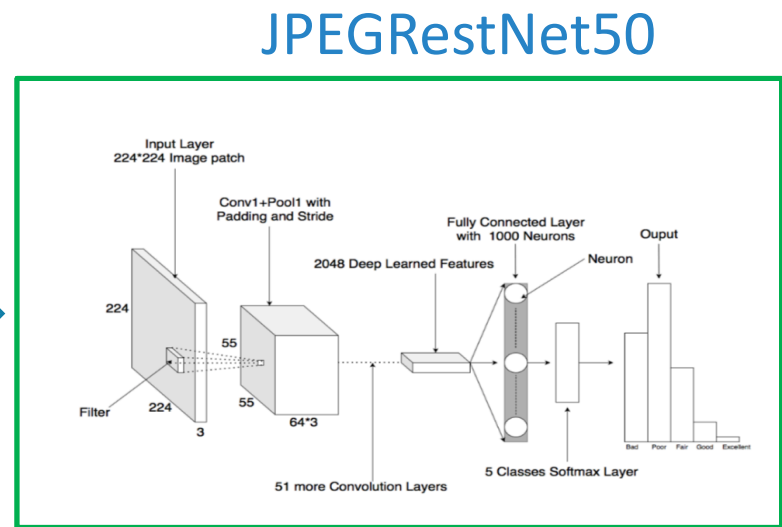 JPEGRestNet50
Input Layer
224*224 Image patch
Conv1+Pool1 with
Padding and Stride
Fully Connected Layer
with 1000 Neurons
Ouput
2048 Deep Learned Features
Neuron
224
55
Filter
224
3
55
64*3
51 more Convolution Layers
5 Classes Softmax Layer
Bad Poor Fair Good Excellent